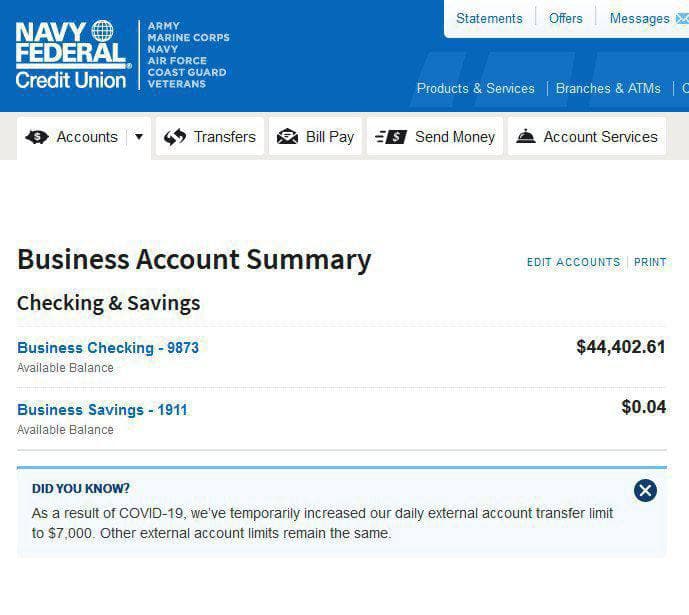 NAVY
FEDERAL®
Credit Union
ARMY
MARINE CORPS
NAVY
AIR FORCE
COAST GUARD
VETERANS
Statements
Offers
Messages
Products & Services
Branches & ATMs
Accounts
Transfers
Bill Pay
Send Money
Account Services
Business Account Summary
EDIT ACCOUNTS
PRINT
Checking & Savings
Business Checking - 9873
$44,402.61
Available Balance
Business Savings - 1911
$0.04
Available Balance
DID YOU KNOW?
As a result of COVID-19, we've temporarily increased our daily external account transfer limit
to $7,000. Other external account limits remain the same.